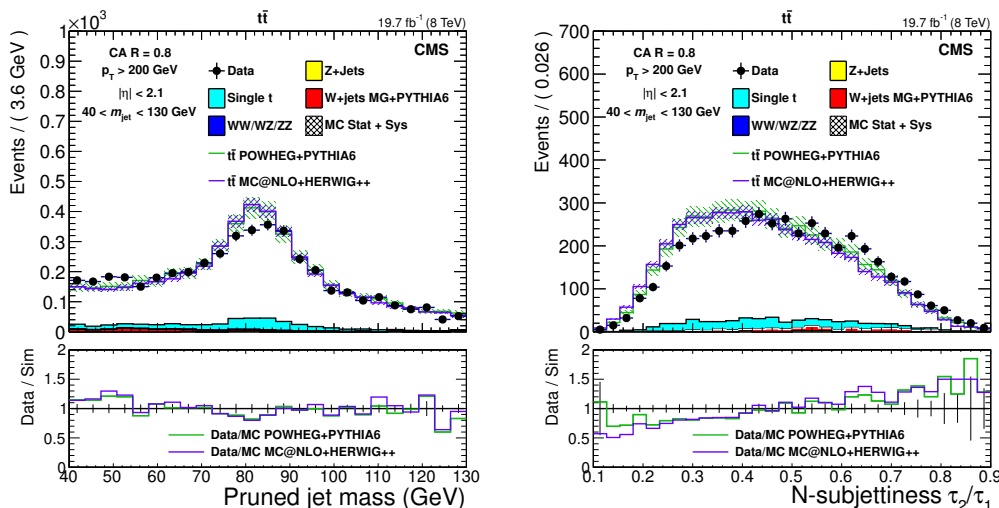 tt̄ 19.7 fb⁻¹ (8 TeV)
×10³
Events / ( 3.6 GeV )
1
0.9
0.8
0.7
0.6
0.5
0.4
0.3
0.2
0.1
0
CA R = 0.8
p_T > 200 GeV
|η| < 2.1
40 < m_jet < 130 GeV
CMS
Data
Z+Jets
Single t
W+jets MG+PYTHIA6
WW/WZ/ZZ
MC Stat + Sys
tt̄ POWHEG+PYTHIA6
tt̄ MC@NLO+HERWIG++
Data / Sim
2
1.5
1
0.5
0
Data/MC POWHEG+PYTHIA6
Data/MC MC@NLO+HERWIG++
40 50 60 70 80 90 100 110 120 130
Pruned jet mass (GeV)
tt̄ 19.7 fb⁻¹ (8 TeV)
Events / ( 0.026 )
700
600
500
400
300
200
100
0
CA R = 0.8
p_T > 200 GeV
|η| < 2.1
40 < m_jet < 130 GeV
CMS
Data
Z+Jets
Single t
W+jets MG+PYTHIA6
WW/WZ/ZZ
MC Stat + Sys
tt̄ POWHEG+PYTHIA6
tt̄ MC@NLO+HERWIG++
Data / Sim
2
1.5
1
0.5
0
Data/MC POWHEG+PYTHIA6
Data/MC MC@NLO+HERWIG++
0.1 0.2 0.3 0.4 0.5 0.6 0.7 0.8 0.9
N-subjettiness τ₂/τ₁